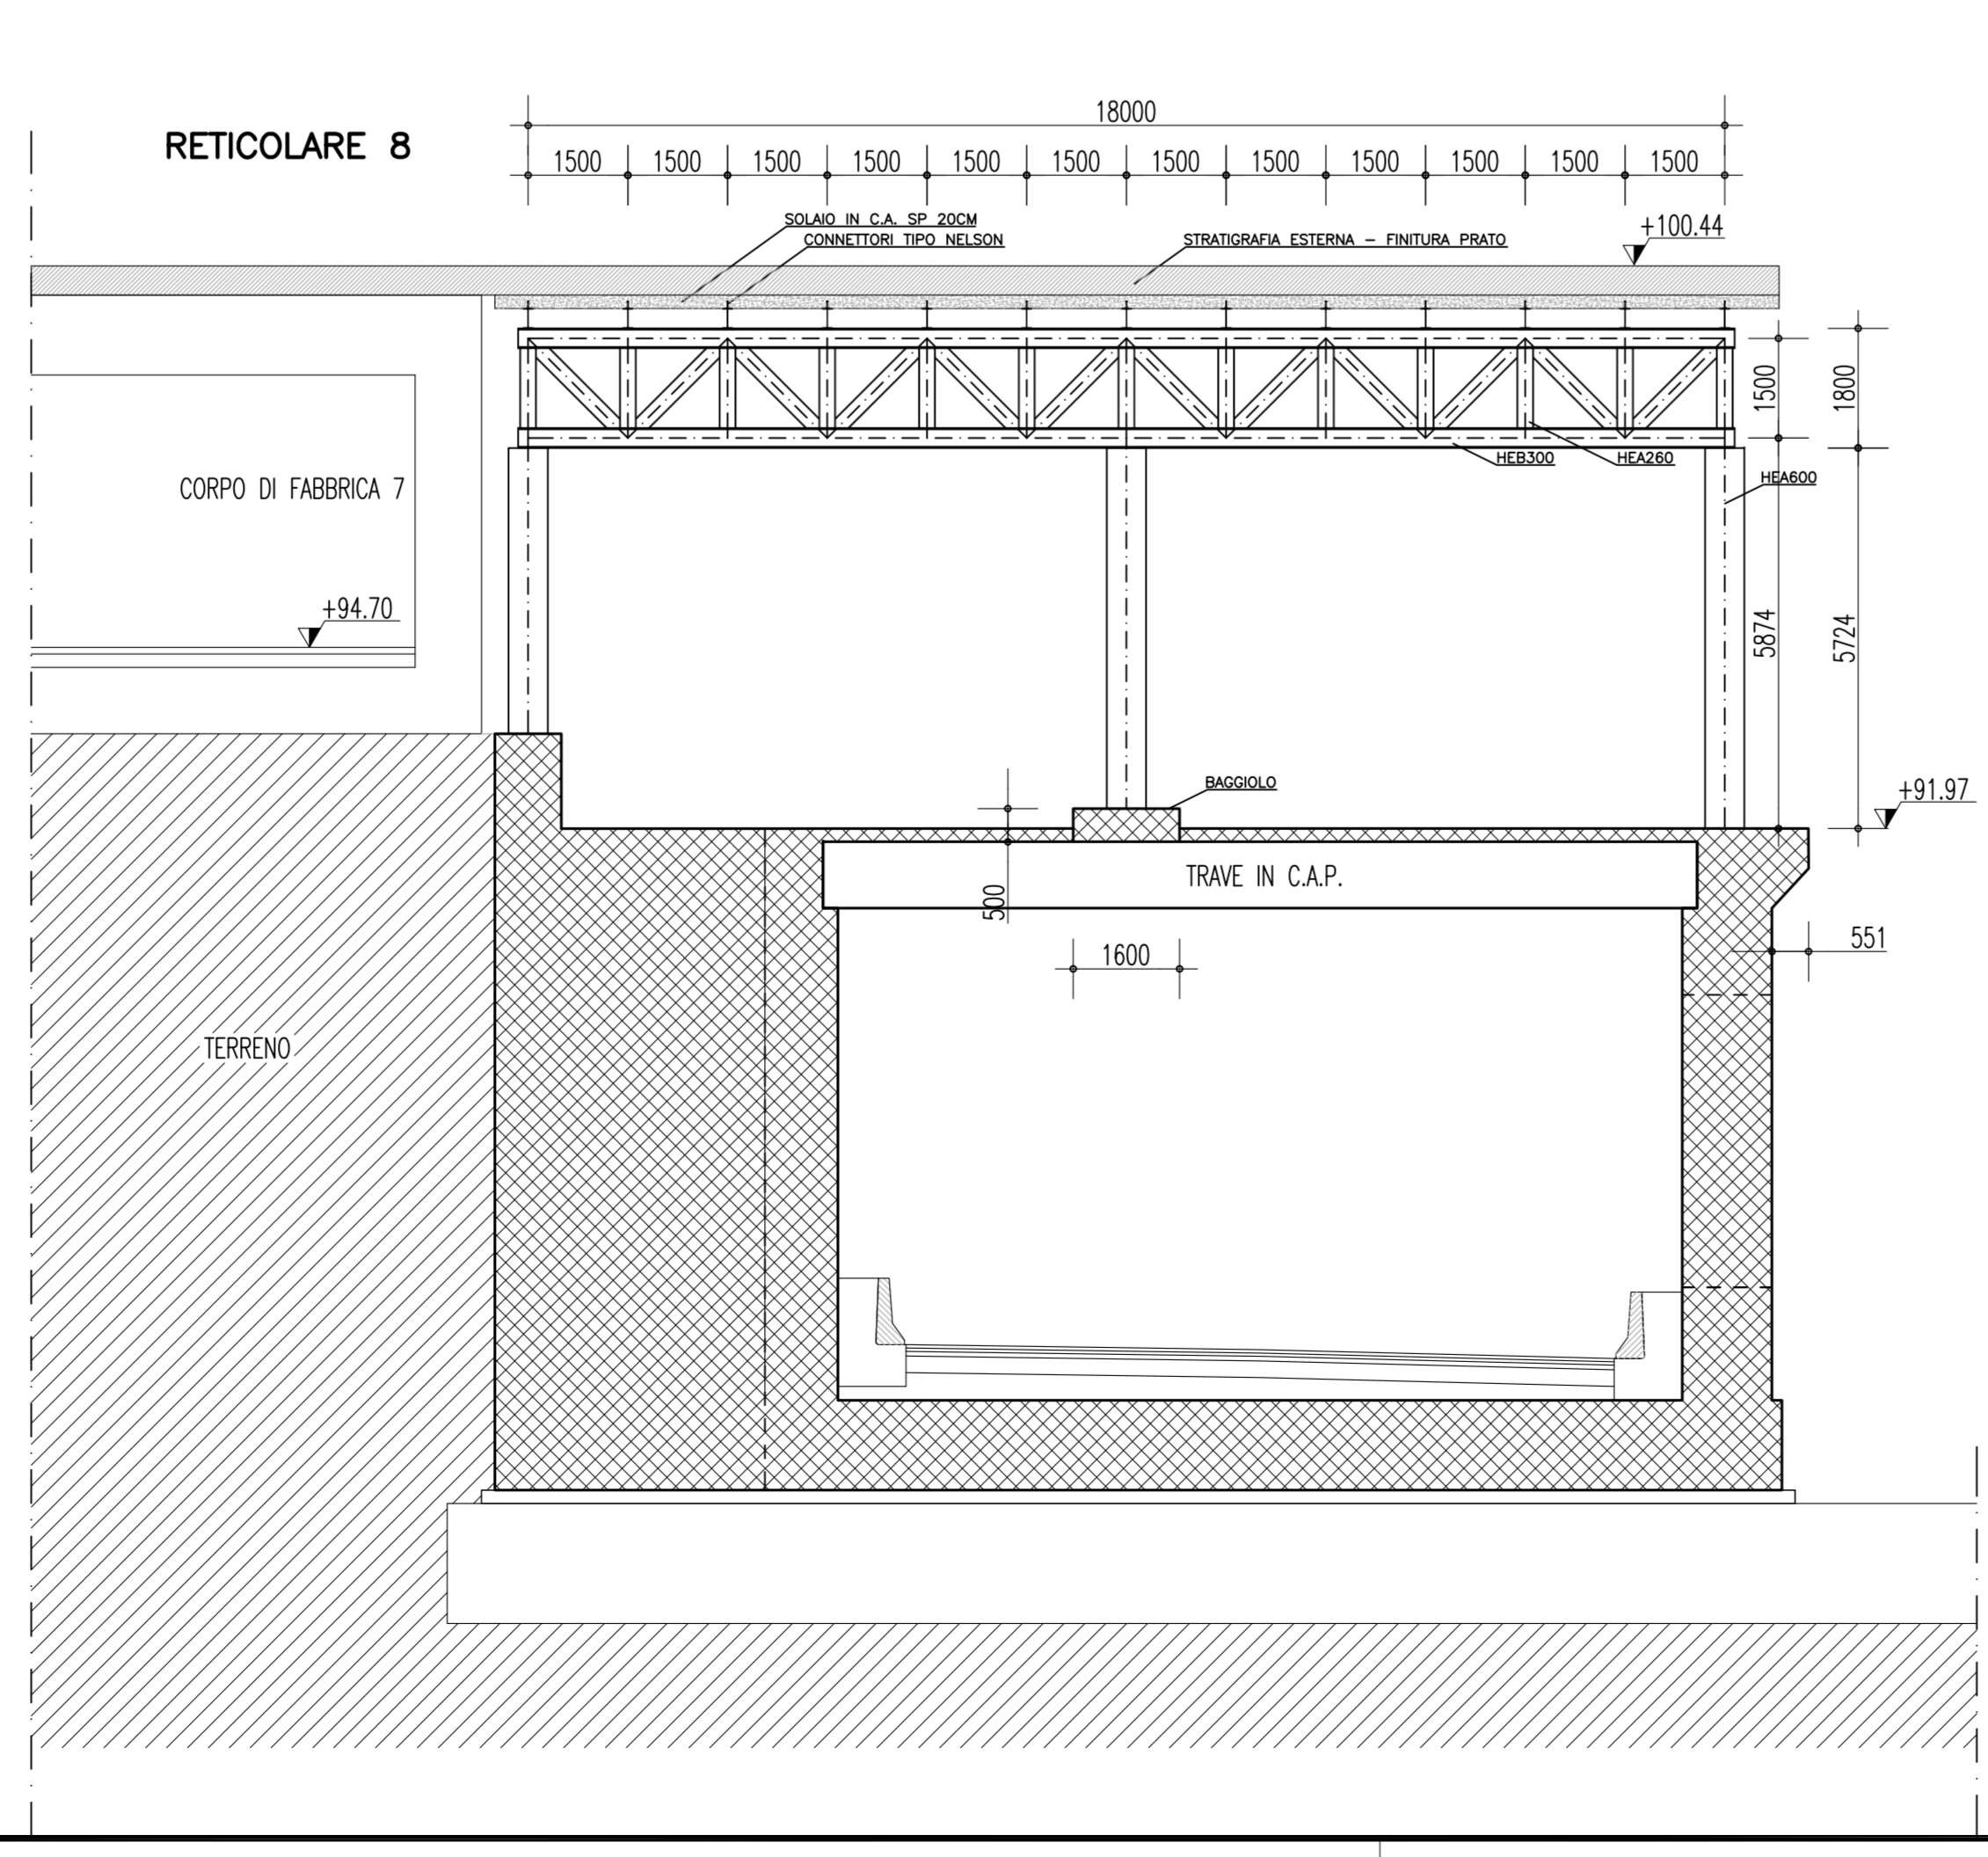 18000
RETICOLARE 8
1500 1500 1500 1500 1500 1500 1500 1500 1500 1500 1500 1500
SOLAIO IN C.A. SP 20CM
CONNETTORI TIPO NELSON
STRATIGRAFIA ESTERNA – FINITURA PRATO
+100.44
1500
1800
HEB300
HEA260
HEA600
CORPO DI FABBRICA 7
+94.70
5874
5724
BAGGIOLO
+91.97
TRAVE IN C.A.P.
500
1600
551
TERRENO